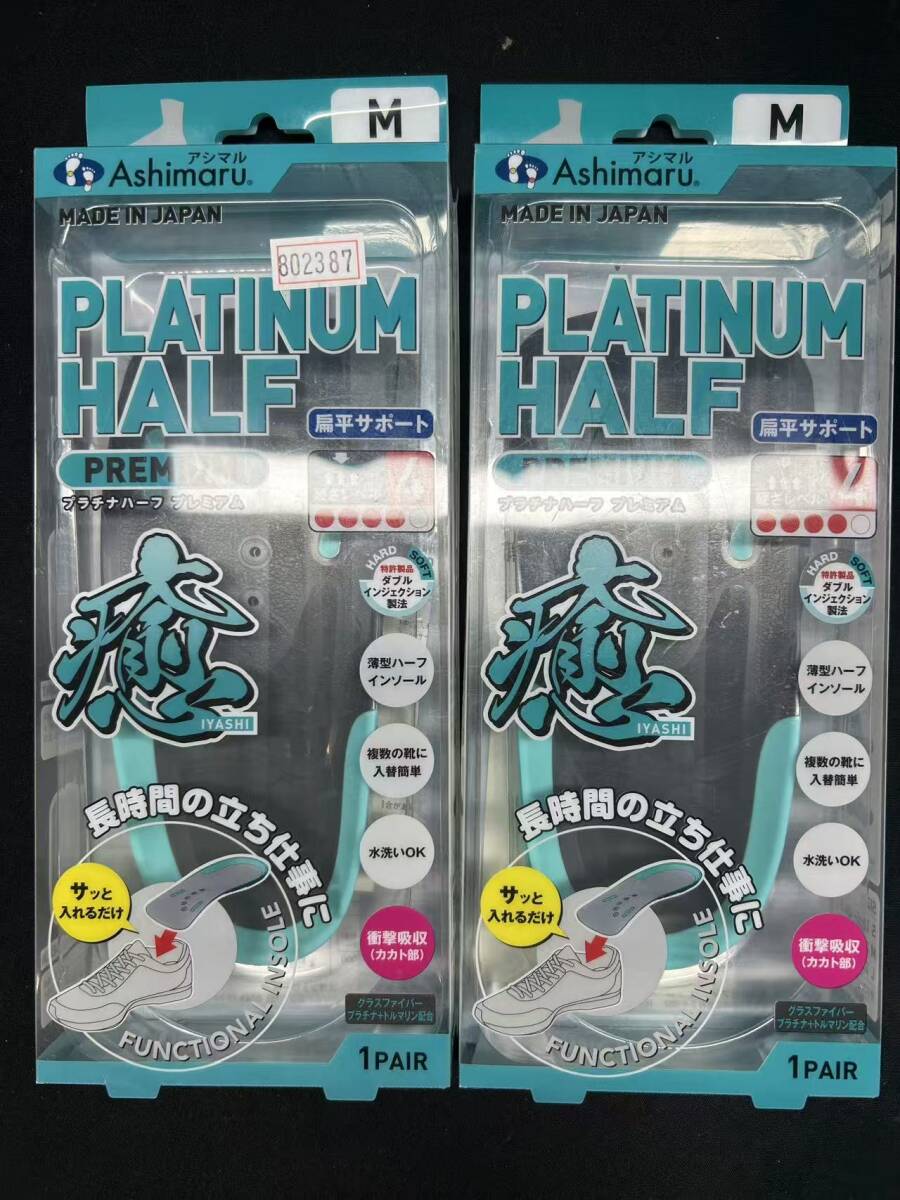 M
アシマル
Ashimaru®
MADE IN JAPAN
802387
PLATINUM
HALF
扁平サポート
PREM
プラチナハーフ プレミアム
HARD
SOFT
特許製品
ダブル
インジェクション
製法
癒
IYASHI
薄型ハーフ
インソール
複数の靴に
入替簡単
水洗いOK
長時間の立ち仕事に
サッと
入れるだけ
衝撃吸収
(カカト部)
FUNCTIONAL INSOLE
グラスファイバー
プラチナ+トルマリン配合
1PAIR
M
アシマル
Ashimaru®
MADE IN JAPAN
PLATINUM
HALF
扁平サポート
PREMIUM
プラチナハーフ プレミアム
HARD
SOFT
特許製品
ダブル
インジェクション
製法
癒
IYASHI
薄型ハーフ
インソール
複数の靴に
入替簡単
水洗いOK
長時間の立ち仕事に
サッと
入れるだけ
衝撃吸収
(カカト部)
FUNCTIONAL INSOLE
グラスファイバー
プラチナ+トルマリン配合
1PAIR